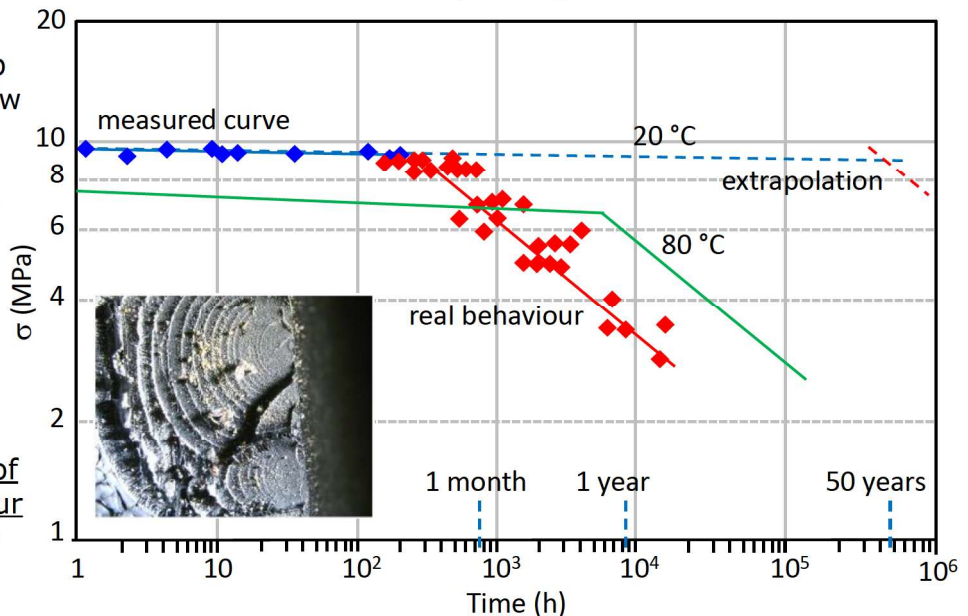 20
10
8
6
4
2
1
σ (MPa)
measured curve
20 °C
extrapolation
80 °C
real behaviour
1 month
1 year
50 years
1
10
10²
10³
10⁴
10⁵
10⁶
Time (h)